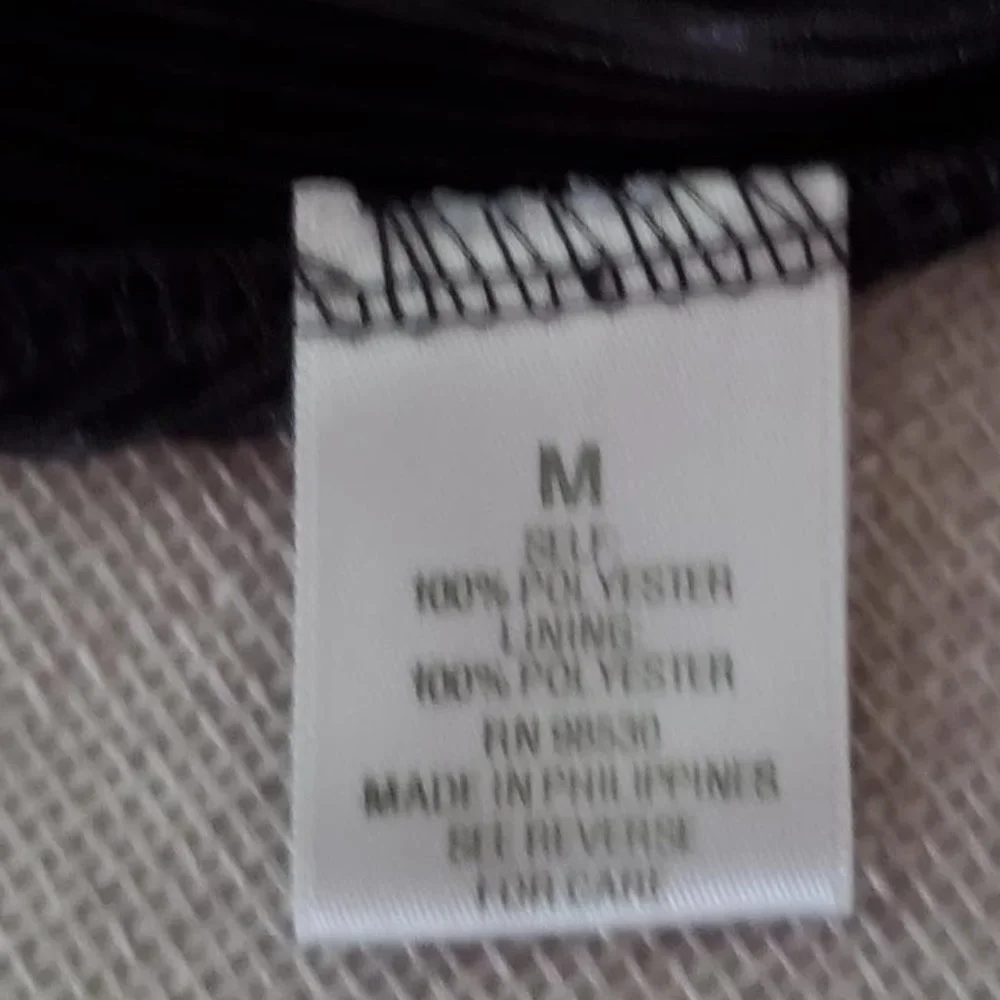 M
SELF:
100% POLYESTER
LINING:
100% POLYESTER
RN
MADE IN PHILIPPINES
SEE REVERSE
FOR CARE